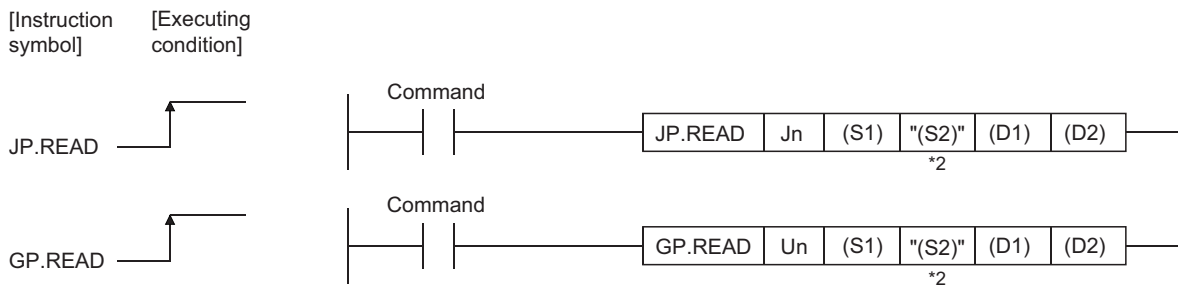 [Instruction symbol]
[Executing condition]
Command
JP.READ
JP.READ Jn (S1) "(S2)" (D1) (D2)
*2
Command
GP.READ
GP.READ Un (S1) "(S2)" (D1) (D2)
*2